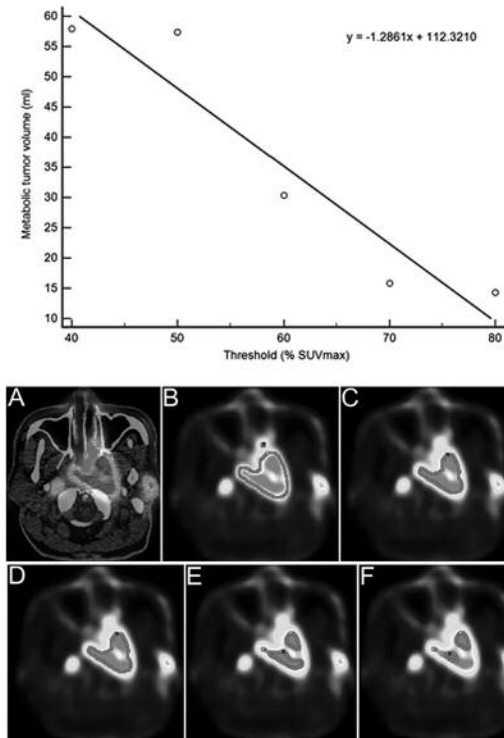 60
55
50
45
40
35
30
25
20
15
10
Metabolic tumor volume (ml)
y = -1.2861x + 112.3210
40 50 60 70 80
Threshold (% SUVmax)
A B C
D E F